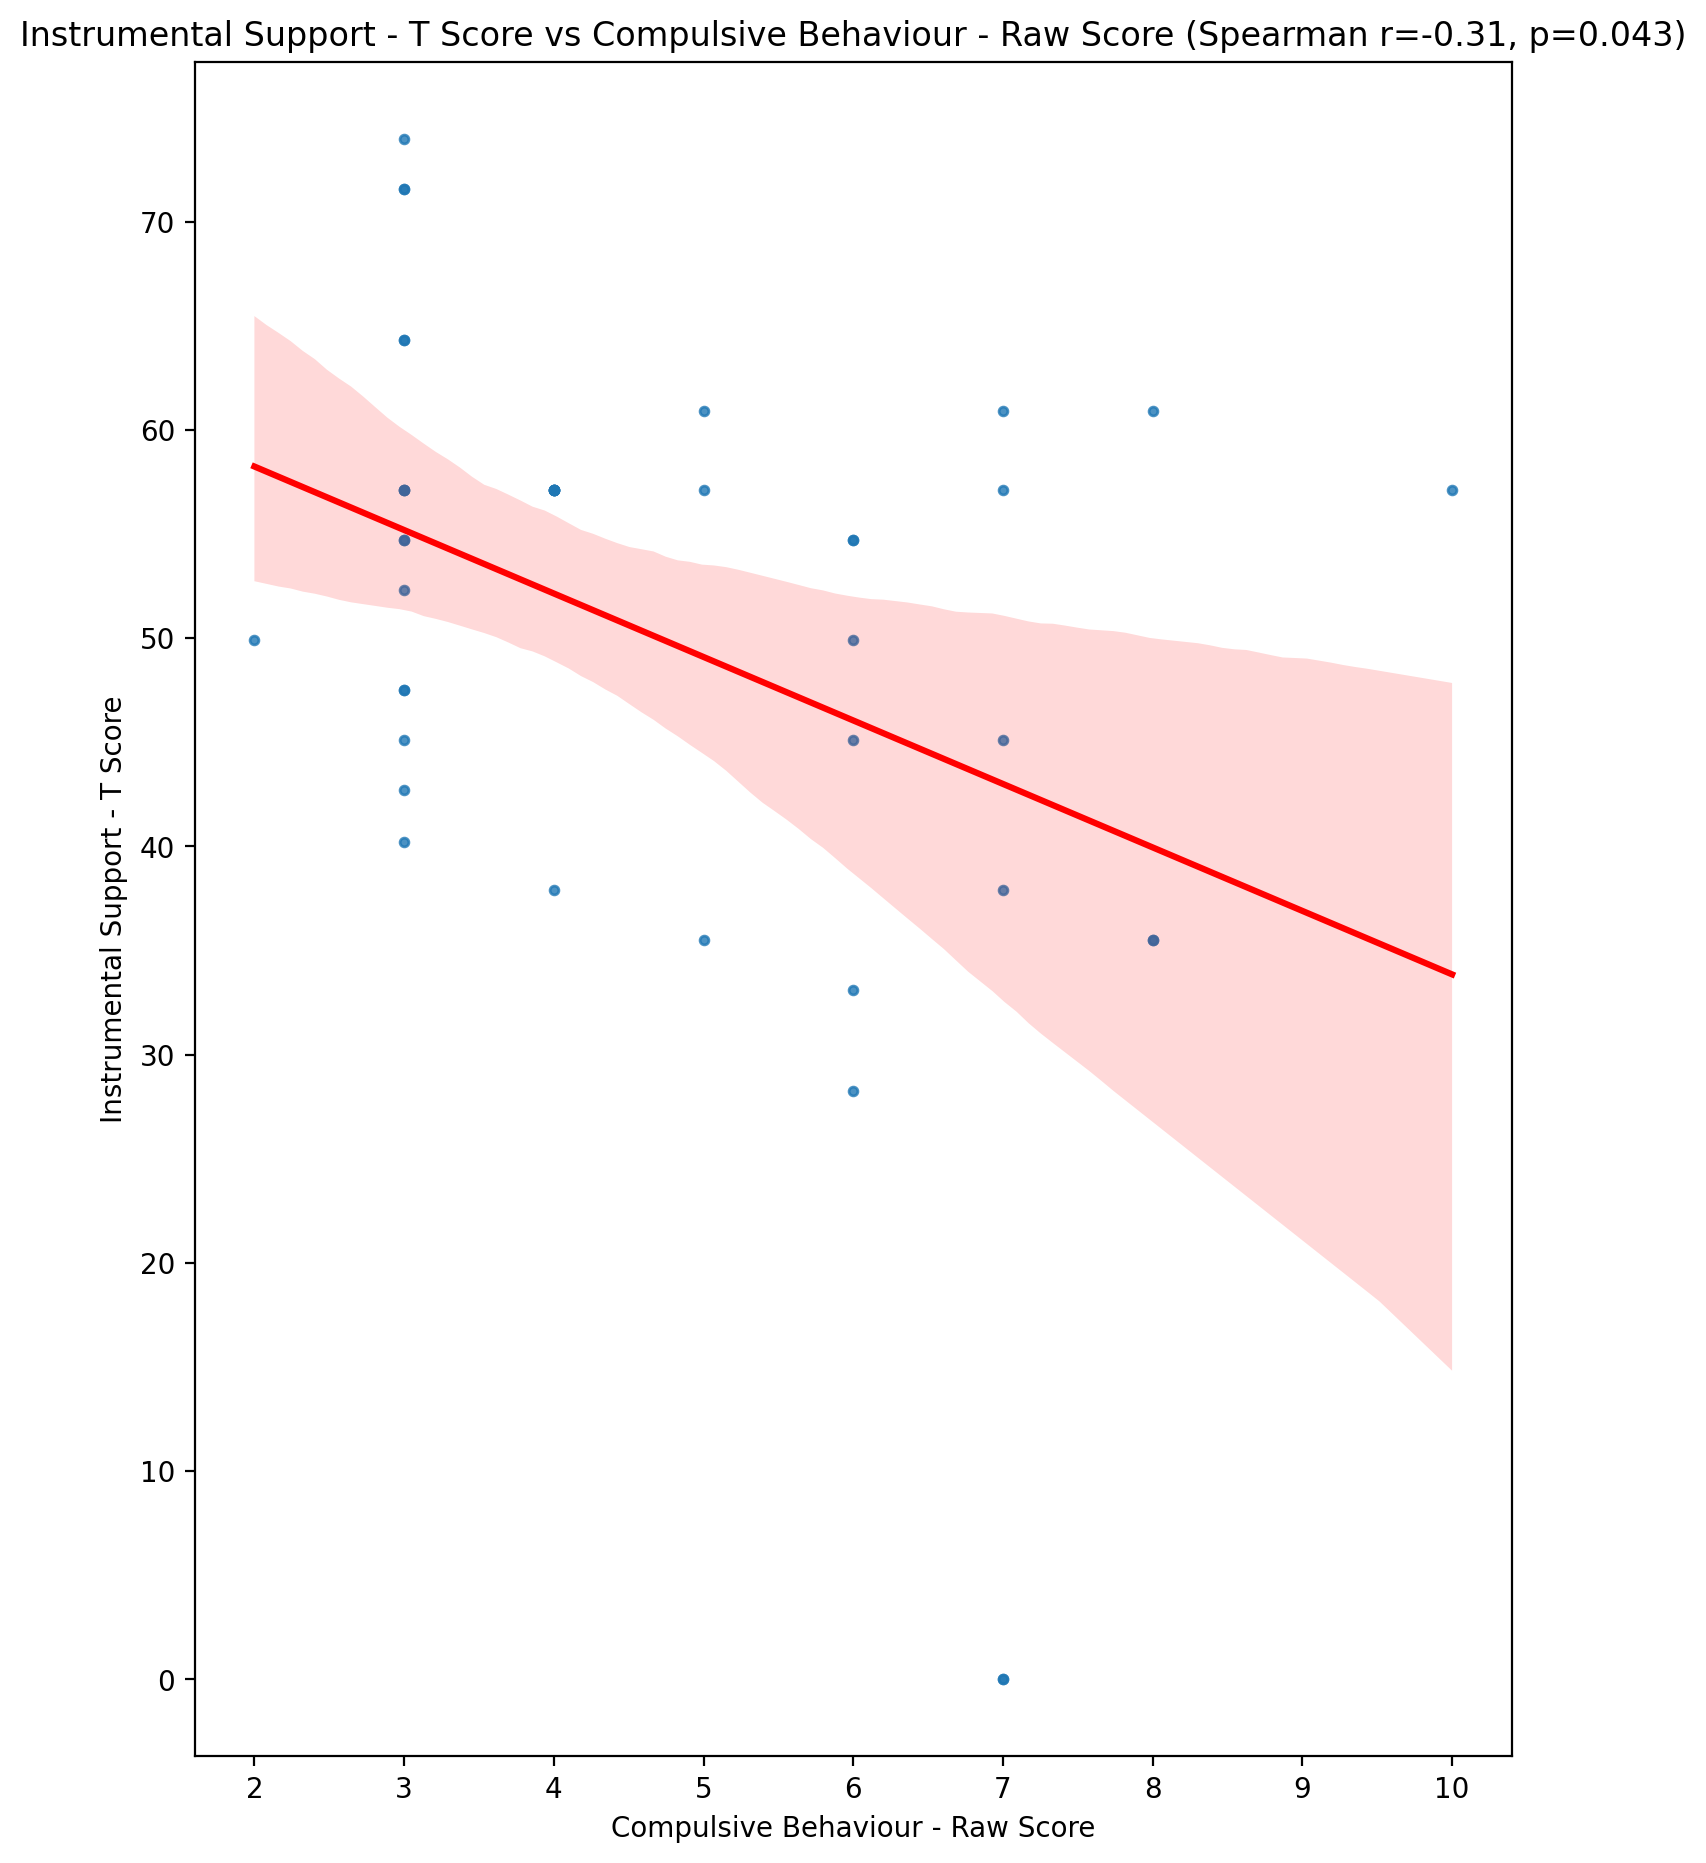 Instrumental Support - T Score vs Compulsive Behaviour - Raw Score (Spearman r=-0.31, p=0.043)
70
60
50
40
30
20
10
0
Instrumental Support - T Score
2 3 4 5 6 7 8 9 10
Compulsive Behaviour - Raw Score